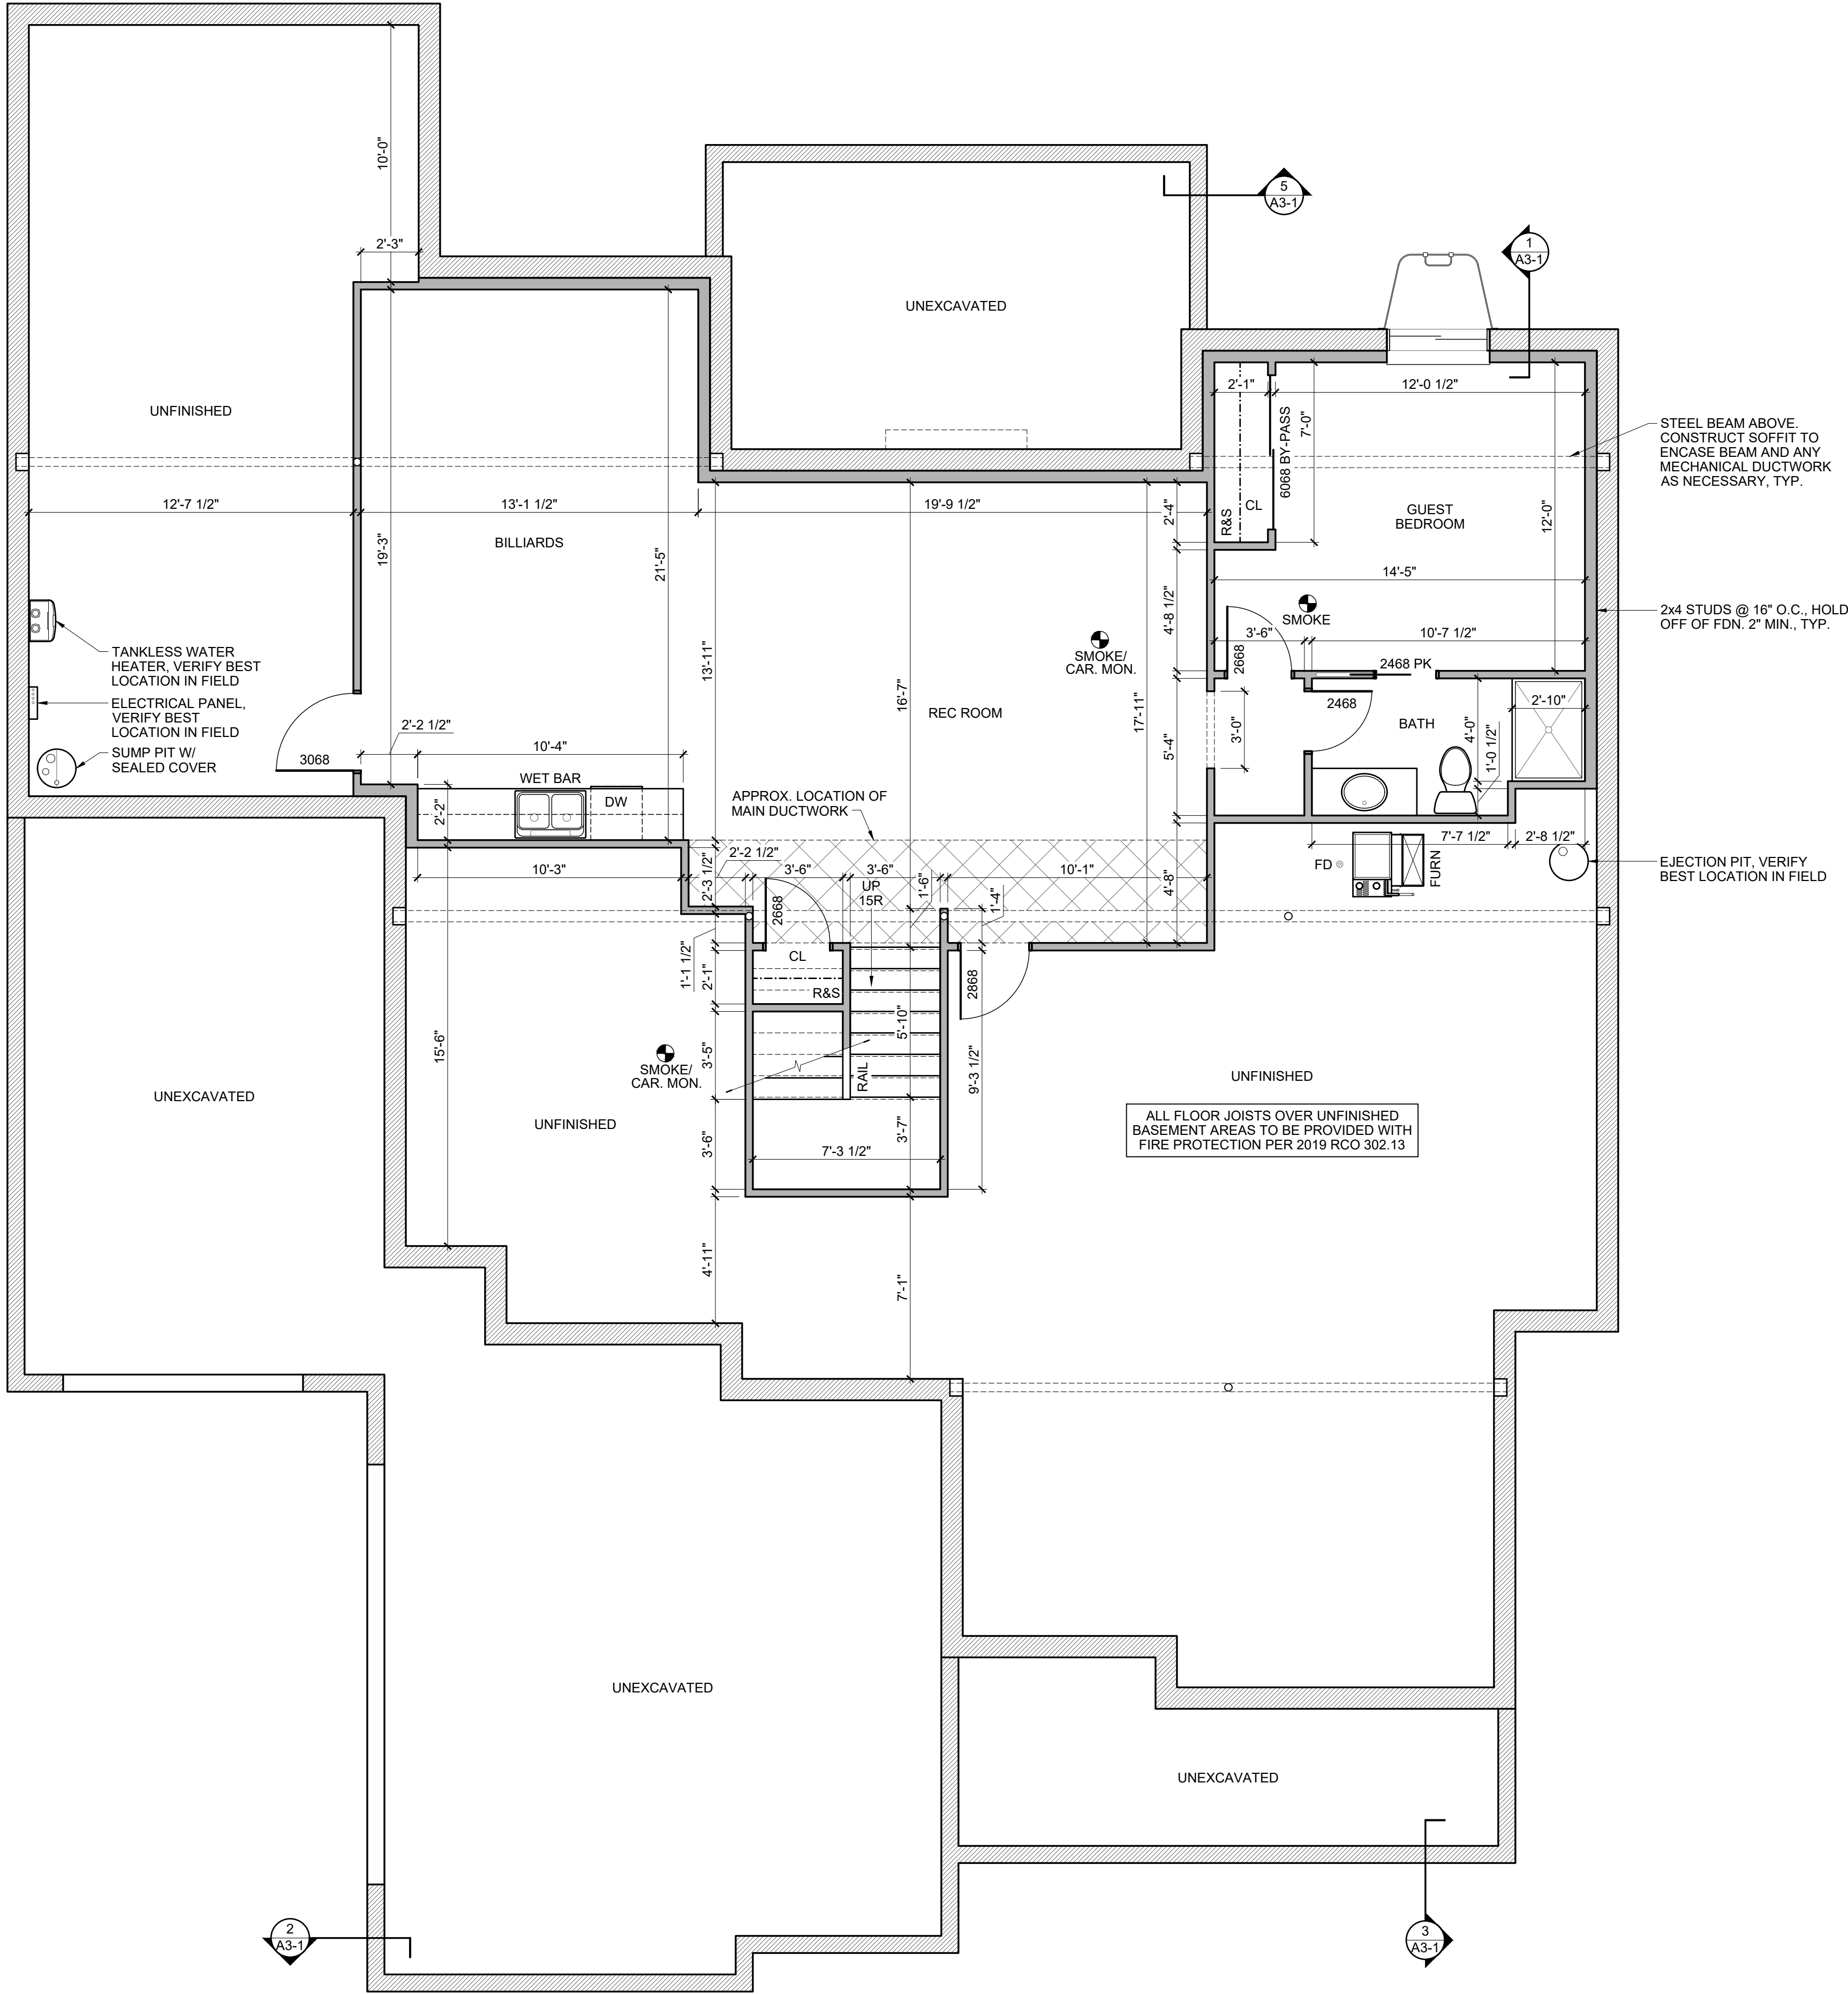 10'-0"
2'-3"
5
A3-1
1
A3-1
UNEXCAVATED
UNFINISHED
2'-1"
12'-0 1/2"
7'-0"
6068 BY-PASS
STEEL BEAM ABOVE.
CONSTRUCT SOFFIT TO
ENCASE BEAM AND ANY
MECHANICAL DUCTWORK
AS NECESSARY, TYP.
12'-7 1/2"
13'-1 1/2"
19'-9 1/2"
2'-4"
R&S
CL
GUEST
BEDROOM
12'-0"
19'-3"
BILLIARDS
21'-5"
14'-5"
4'-8 1/2"
2x4 STUDS @ 16" O.C., HOLD
OFF OF FDN. 2" MIN., TYP.
SMOKE
3'-6"
10'-7 1/2"
TANKLESS WATER
HEATER, VERIFY BEST
LOCATION IN FIELD
13'-11"
SMOKE/
CAR. MON.
2668
2468 PK
ELECTRICAL PANEL,
VERIFY BEST
LOCATION IN FIELD
16'-7"
REC ROOM
17'-11"
2468
2'-10"
BATH
3'-0"
4'-0"
1'-0 1/2"
5'-4"
2'-2 1/2"
10'-4"
SUMP PIT W/
SEALED COVER
3068
WET BAR
DW
2'-2"
APPROX. LOCATION OF
MAIN DUCTWORK
7'-7 1/2"
2'-8 1/2"
10'-3"
2'-3 1/2"
2'-2 1/2"
3'-6"
3'-6"
10'-1"
4'-8"
FD
FURN
EJECTION PIT, VERIFY
BEST LOCATION IN FIELD
UP
15R
1'-6"
1'-4"
2668
1'-1 1/2"
2'-1"
CL
R&S
2868
15'-6"
5'-10"
SMOKE/
CAR. MON.
3'-5"
RAIL
9'-3 1/2"
UNEXCAVATED
UNFINISHED
UNFINISHED
ALL FLOOR JOISTS OVER UNFINISHED
BASEMENT AREAS TO BE PROVIDED WITH
FIRE PROTECTION PER 2019 RCO 302.13
3'-6"
3'-7"
7'-3 1/2"
4'-11"
7'-1"
UNEXCAVATED
UNEXCAVATED
2
A3-1
3
A3-1